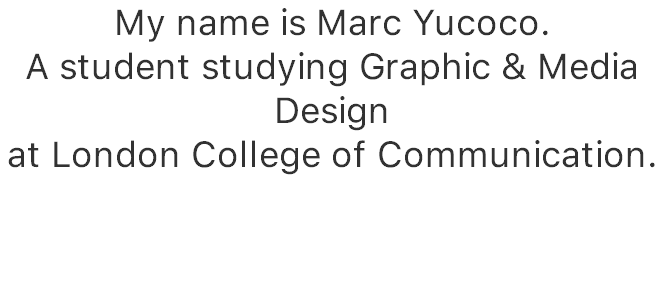 My name is Marc Yucoco.
A student studying Graphic & Media
Design
at London College of Communication.